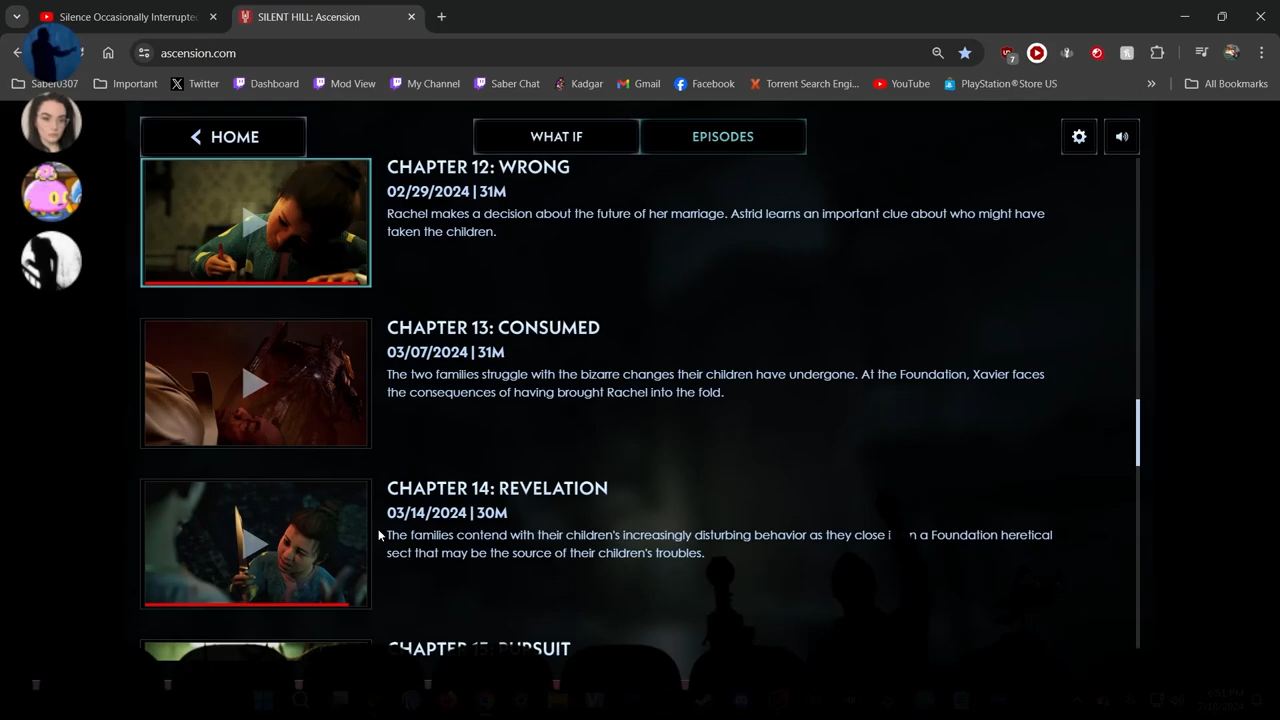 Silence Occasionally Interrupte
SILENT HILL: Ascension
ascension.com
7
Saber0307
Important
Twitter
Dashboard
Mod View
My Channel
Saber Chat
Kadgar
Gmail
Facebook
Torrent Search Engi...
YouTube
PlayStation®Store US
All Bookmarks
HOME
WHAT IF
EPISODES
CHAPTER 12: WRONG
02/29/2024 | 31M
Rachel makes a decision about the future of her marriage. Astrid learns an important clue about who might have
taken the children.
CHAPTER 13: CONSUMED
03/07/2024 | 31M
The two families struggle with the bizarre changes their children have undergone. At the Foundation, Xavier faces
the consequences of having brought Rachel into the fold.
CHAPTER 14: REVELATION
03/14/2024 | 30M
The families contend with their children's increasingly disturbing behavior as they close i n a Foundation heretical
sect that may be the source of their children's troubles.
CHAPTER 15: PURSUIT